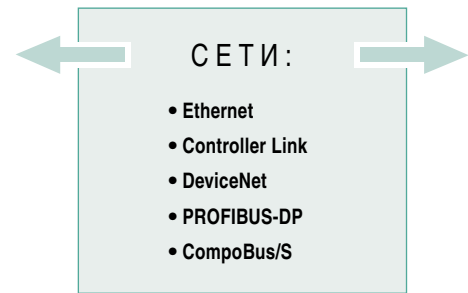 СЕТИ:
• Ethernet
• Controller Link
• DeviceNet
• PROFIBUS-DP
• CompoBus/S